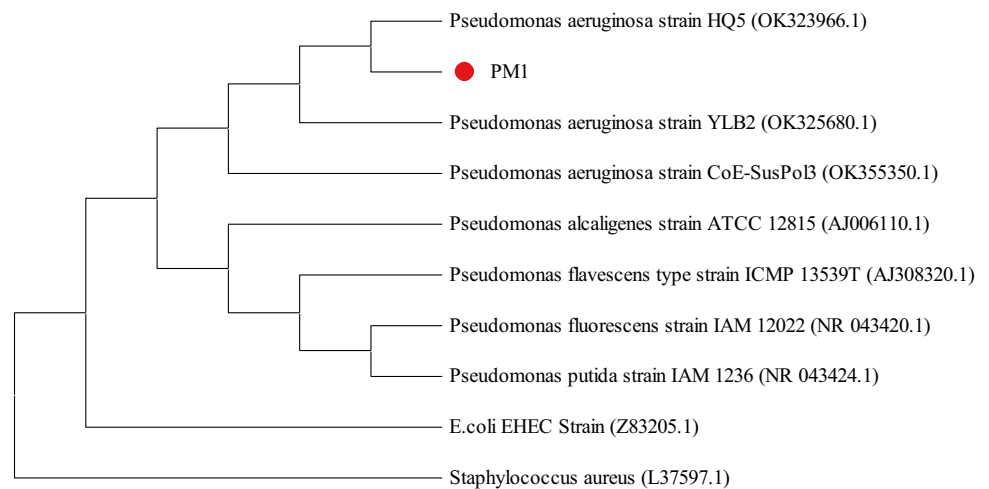 Pseudomonas aeruginosa strain HQ5 (OK323966.1)
PM1
Pseudomonas aeruginosa strain YLB2 (OK325680.1)
Pseudomonas aeruginosa strain CoE-SusPol3 (OK355350.1)
Pseudomonas alcaligenes strain ATCC 12815 (AJ006110.1)
Pseudomonas flavescens type strain ICMP 13539T (AJ308320.1)
Pseudomonas fluorescens strain IAM 12022 (NR 043420.1)
Pseudomonas putida strain IAM 1236 (NR 043424.1)
E.coli EHEC Strain (Z83205.1)
Staphylococcus aureus (L37597.1)